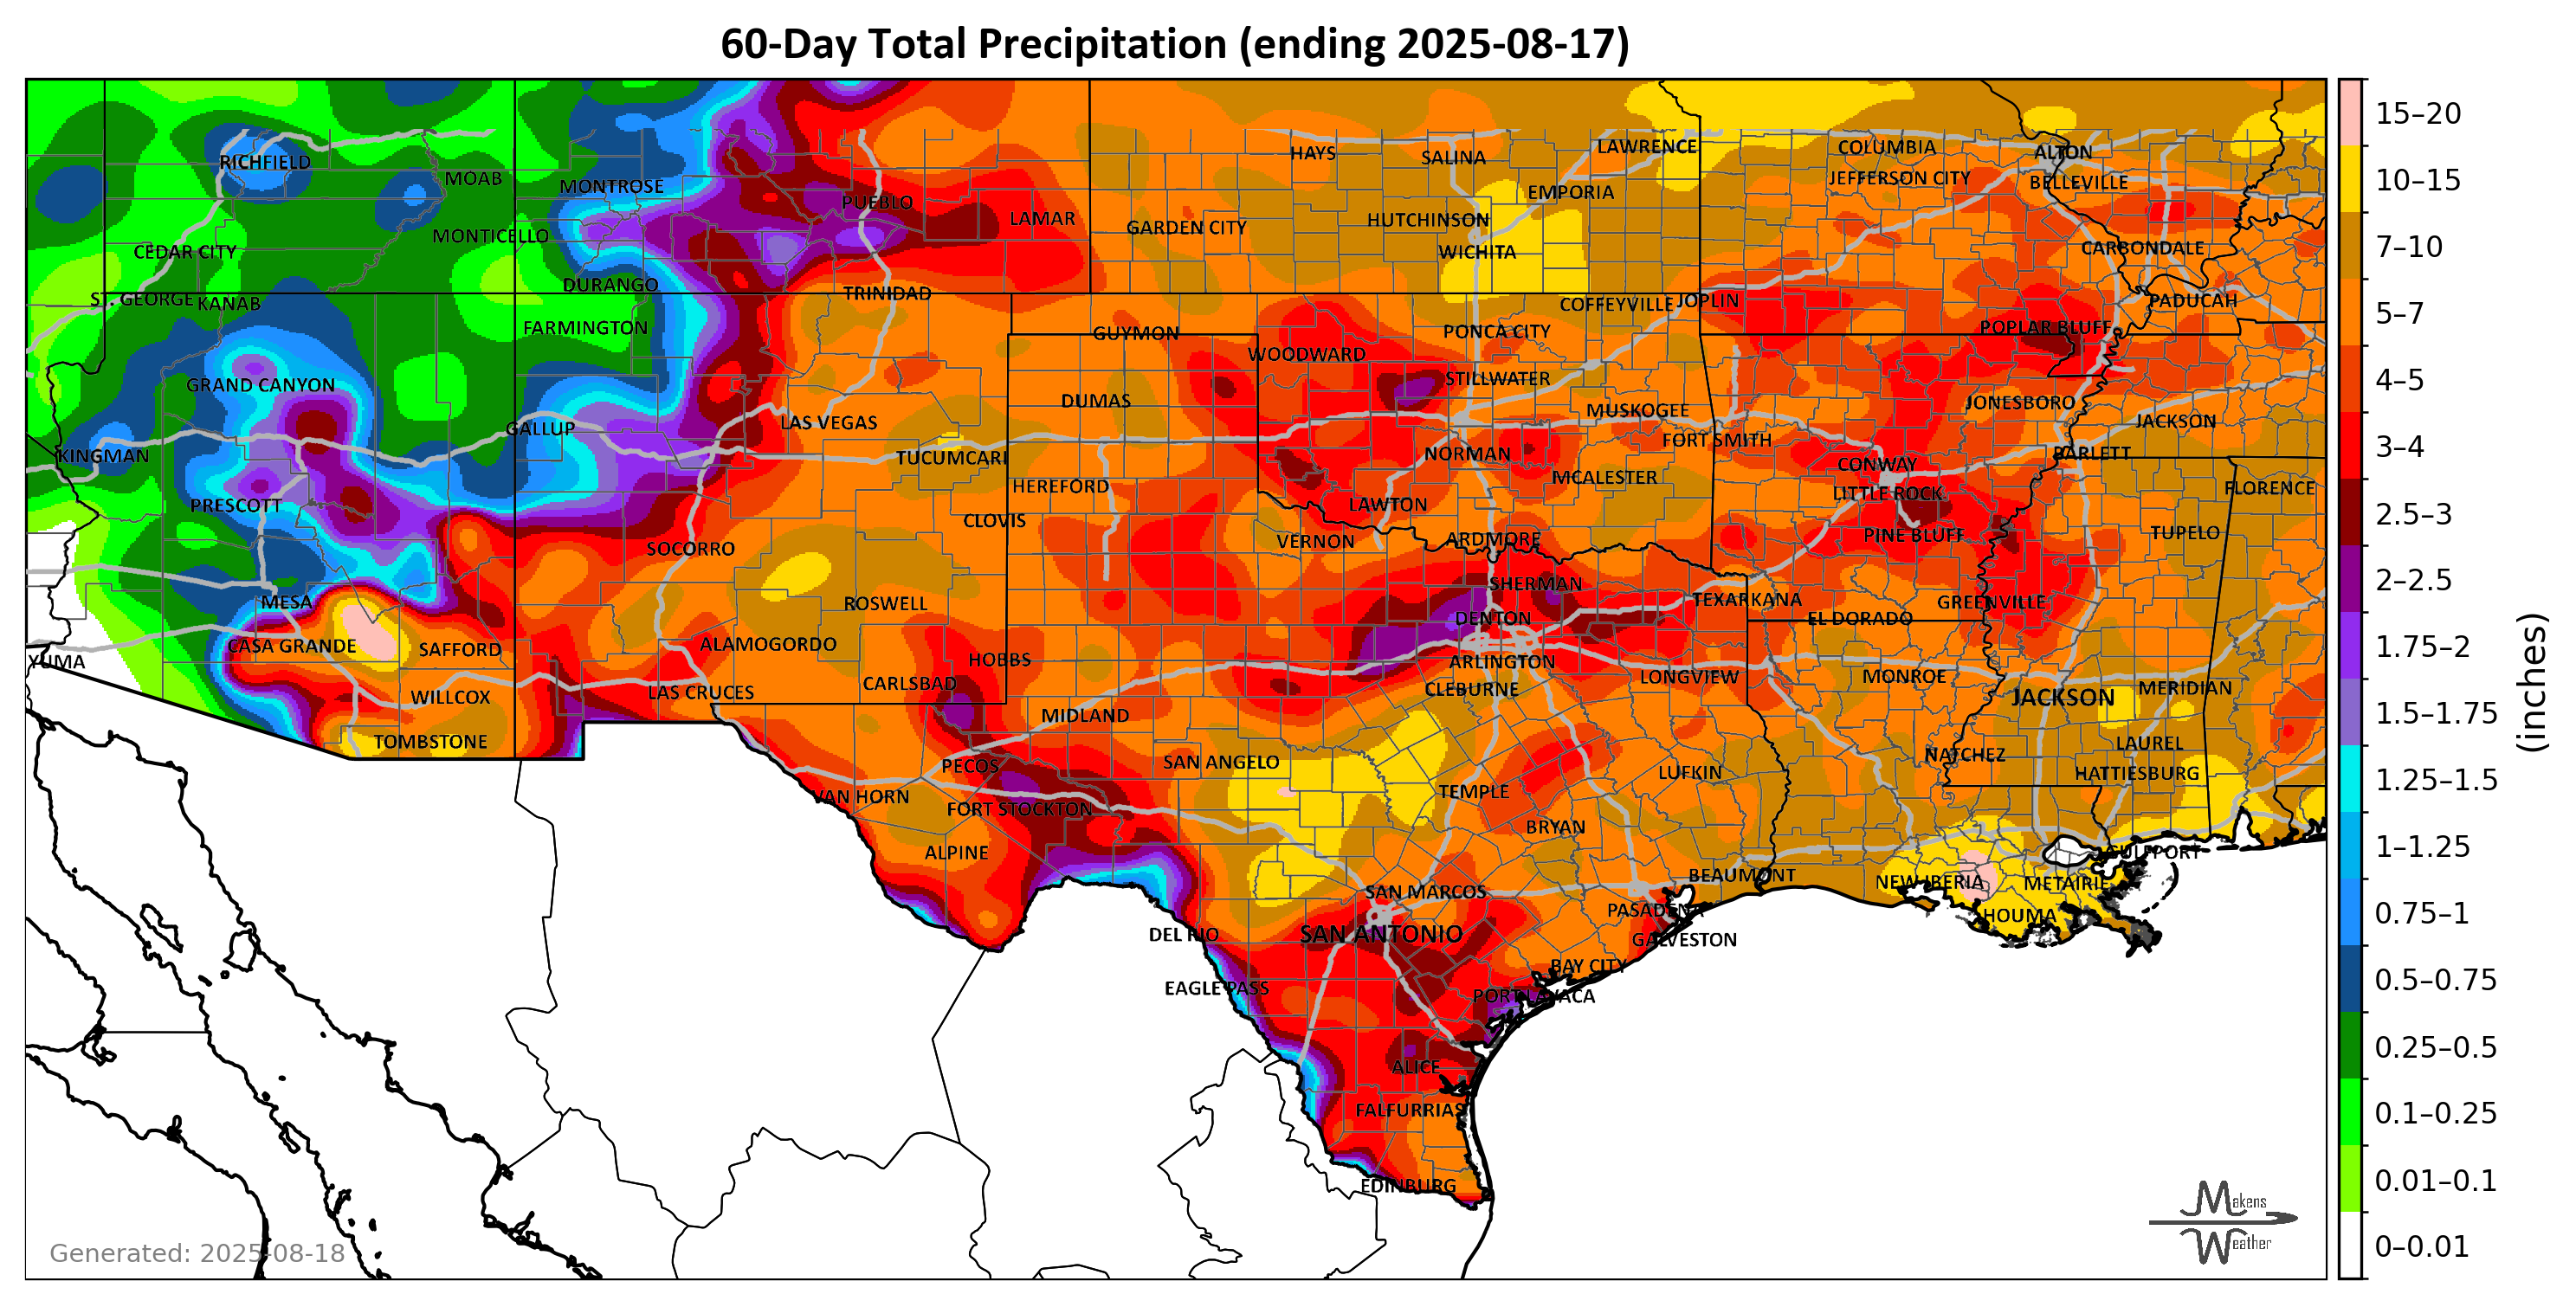 60-Day Total Precipitation (ending 2025-08-17)
RICHFIELD
MOAB
MONTROSE
PUEBLO
LAMAR
MONTICELLO
CEDAR CITY
DURANGO
ST. GEORGE
KANAB
TRINIDAD
FARMINGTON
GRAND CANYON
GALLUP
KINGMAN
PRESCOTT
LAS VEGAS
TUCUMCARI
SOCORRO
CLOVIS
MESA
ROSWELL
CASA GRANDE
SAFFORD
ALAMOGORDO
HOBBS
YUMA
WILLCOX
LAS CRUCES
CARLSBAD
TOMBSTONE
HAYS
SALINA
LAWRENCE
COLUMBIA
ALTON
EMPORIA
JEFFERSON CITY
BELLEVILLE
GARDEN CITY
HUTCHINSON
WICHITA
CARBONDALE
COFFEYVILLE
JOPLIN
PADUCAH
GUYMON
PONCA CITY
POPLAR BLUFF
WOODWARD
STILLWATER
DUMAS
MUSKOGEE
JONESBORO
JACKSON
FORT SMITH
NORMAN
BARLETT
CONWAY
HEREFORD
MCALESTER
LITTLE ROCK
FLORENCE
LAWTON
PINE BLUFF
TUPELO
VERNON
ARDMORE
SHERMAN
TEXARKANA
GREENVILLE
DENTON
EL DORADO
ARLINGTON
CLEBURNE
LONGVIEW
MONROE
JACKSON
MERIDIAN
MIDLAND
LAUREL
NATCHEZ
PECOS
SAN ANGELO
LUFKIN
HATTIESBURG
VAN HORN
FORT STOCKTON
TEMPLE
BRYAN
ALPINE
GULFPORT
BEAUMONT
NEW IBERIA
METAIRIE
SAN MARCOS
PASADENA
HOUMA
DEL RIO
SAN ANTONIO
GALVESTON
BAY CITY
EAGLE PASS
PORT LAVACA
ALICE
FALFURRIAS
EDINBURG
15–20
10–15
7–10
5–7
4–5
3–4
2.5–3
2–2.5
1.75–2
1.5–1.75
1.25–1.5
1–1.25
0.75–1
0.5–0.75
0.25–0.5
0.1–0.25
0.01–0.1
0–0.01
(inches)
Generated: 2025-08-18
Makens
Weather